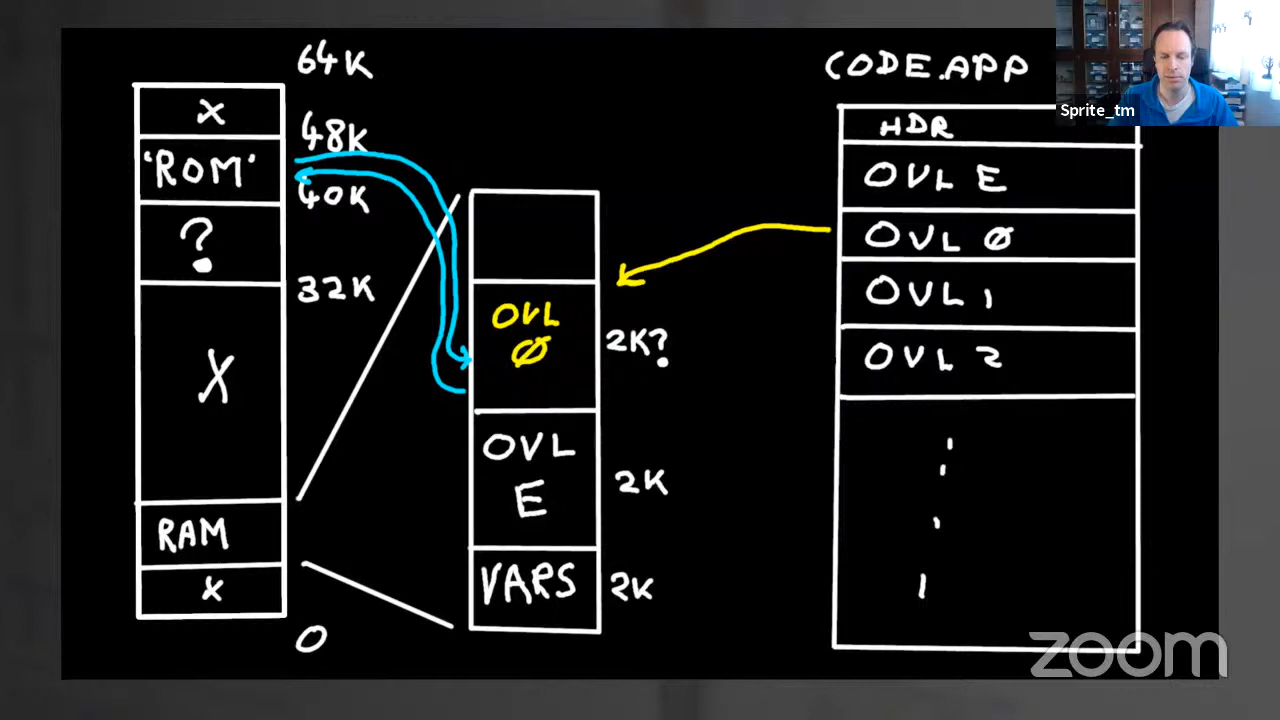 64K
X
48K
'ROM'
40K
?
32K
X
RAM
X
0
OVL
Ø
2K?
OVL
E
2K
VARS
2K
CODE.APP
HDR
OVL E
OVL Ø
OVL 1
OVL 2
Sprite_tm
zoom